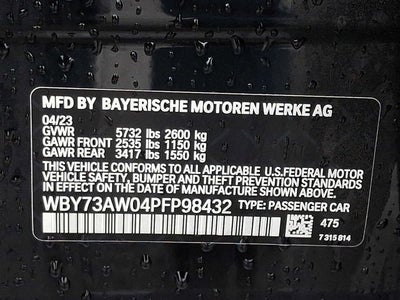 MFD BY BAYERISCHE MOTOREN WERKE AG
04/23
GVWR 5732 lbs 2600 kg
GAWR FRONT 2535 lbs 1150 kg
GAWR REAR 3417 lbs 1550 kg
THIS VEHICLE CONFORMS TO ALL APPLICABLE U.S.FEDERAL MOTOR
VEHICLE SAFETY, BUMPER, AND THEFT PREVENTION STANDARDS
IN EFFECT ON THE DATE OF MANUFACTURE SHOWN ABOVE.
WBY73AW04PFP98432 TYPE: PASSENGER CAR
475
7 315 814